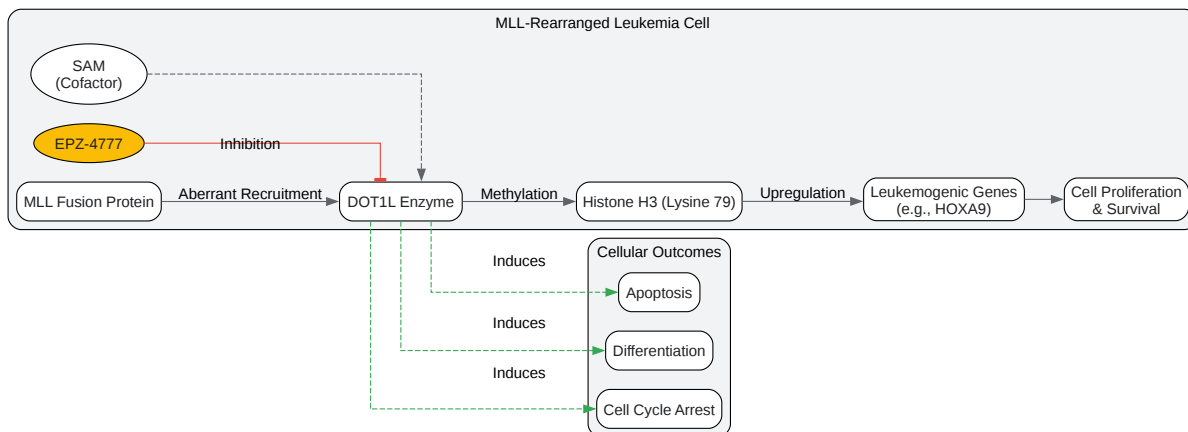 MLL-Rearranged Leukemia Cell
SAM
(Cofactor)
EPZ-4777
Inhibition
MLL Fusion Protein
Aberrant Recruitment
DOT1L Enzyme
Methylation
Histone H3 (Lysine 79)
Upregulation
Leukemogenic Genes
(e.g., HOXA9)
Cell Proliferation
& Survival
Cellular Outcomes
Induces
Apoptosis
Induces
Differentiation
Induces
Cell Cycle Arrest